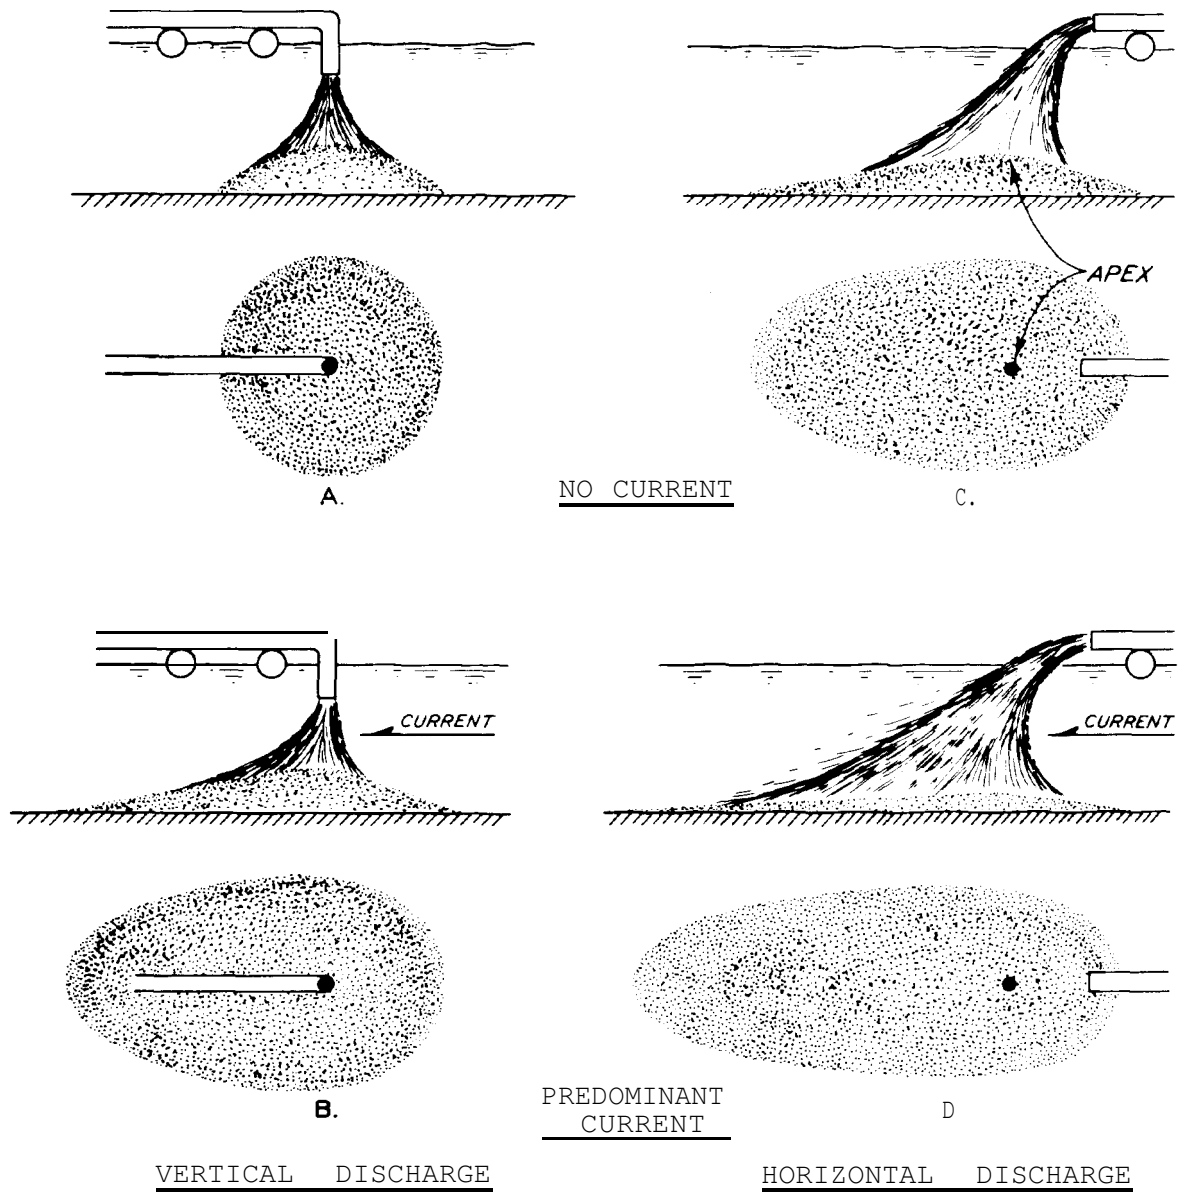 APEX
A.
NO CURRENT
C.
CURRENT
CURRENT
B.
PREDOMINANT
CURRENT
D
VERTICAL DISCHARGE
HORIZONTAL DISCHARGE